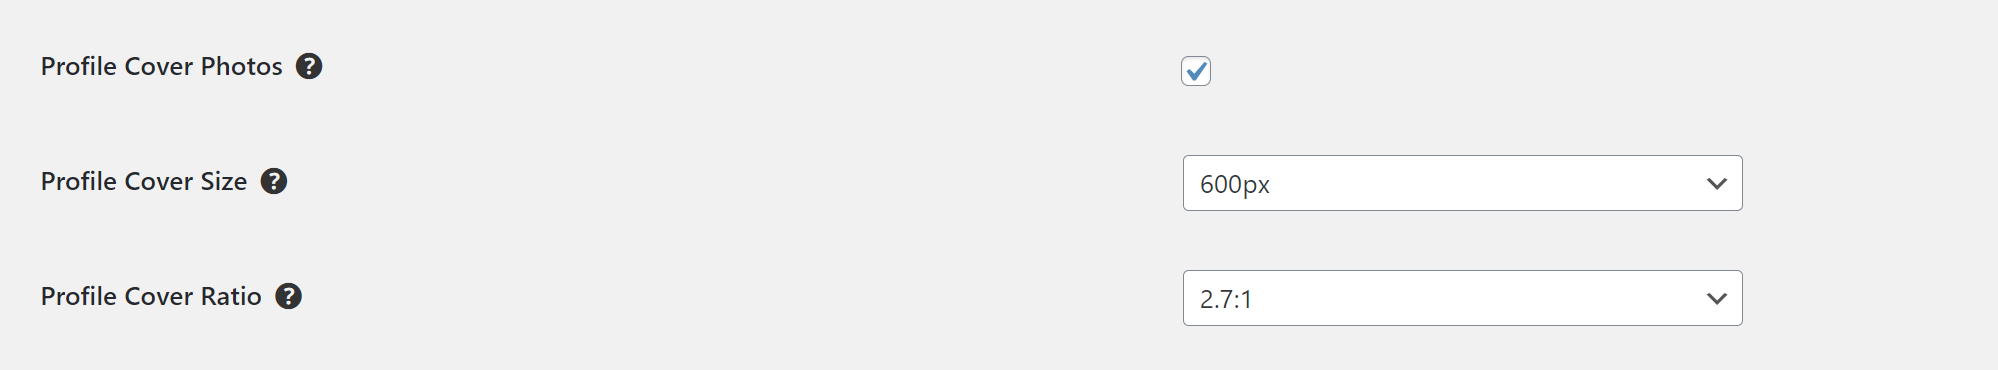 Profile Cover Photos ?
Profile Cover Size ?
600px
Profile Cover Ratio ?
2.7:1